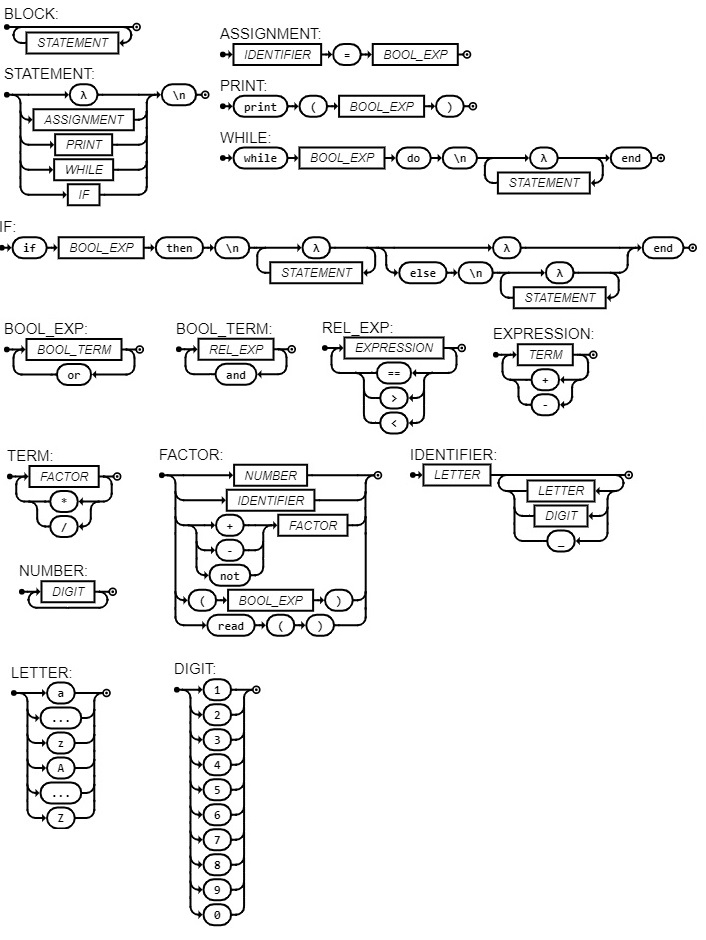 BLOCK:
STATEMENT
ASSIGNMENT:
IDENTIFIER = BOOL_EXP
STATEMENT:
λ \n
ASSIGNMENT
PRINT
WHILE
IF
PRINT:
print ( BOOL_EXP )
WHILE:
while BOOL_EXP do \n λ end
STATEMENT
IF:
if BOOL_EXP then \n λ λ end
STATEMENT else \n λ
STATEMENT
BOOL_EXP:
BOOL_TERM
or
BOOL_TERM:
REL_EXP
and
REL_EXP:
EXPRESSION
==
>
<
EXPRESSION:
TERM
+
-
TERM:
FACTOR
*
/
FACTOR:
NUMBER
IDENTIFIER
+ FACTOR
-
not
( BOOL_EXP )
read ( )
IDENTIFIER:
LETTER
LETTER
DIGIT
_
NUMBER:
DIGIT
LETTER:
a
...
z
A
...
Z
DIGIT:
1
2
3
4
5
6
7
8
9
0